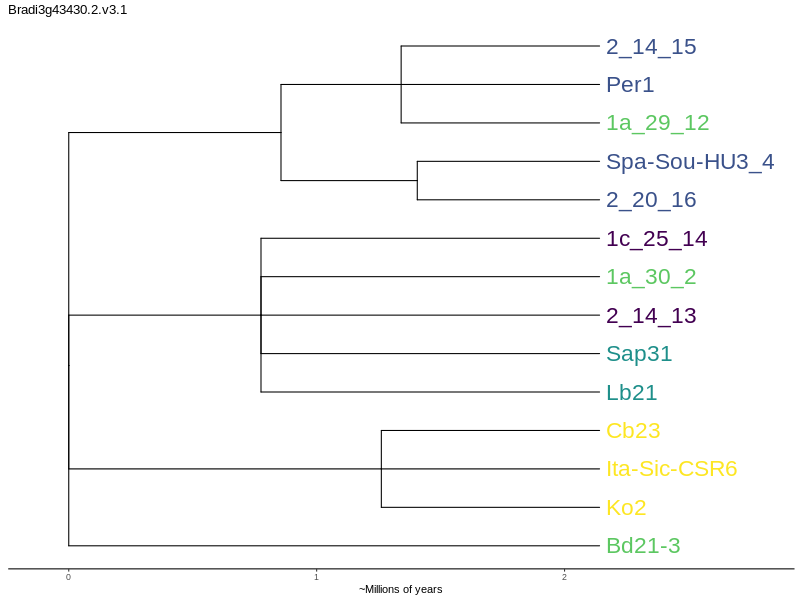 Bradi3g43430.2.v3.1
2_14_15
Per1
1a_29_12
Spa-Sou-HU3_4
2_20_16
1c_25_14
1a_30_2
2_14_13
Sap31
Lb21
Cb23
Ita-Sic-CSR6
Ko2
Bd21-3
0 1 2
~Millions of years